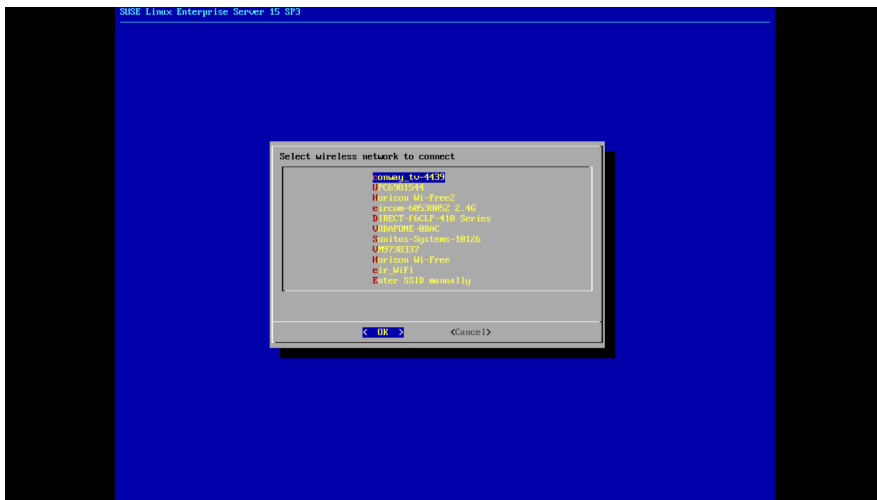 SUSE Linux Enterprise Server 15 SP3
Select wireless network to connect
conway_tv-4439
UPC6981544
Horizon Wi-Free2
eircom-60538052 2.4G
DIRECT-f6CLP-410 Series
VODAFONE-0BAC
Sonitus-Systems-10126
VM9738337
Horizon Wi-Free
eir_WiFi
Enter SSID manually
< OK > <Cancel>